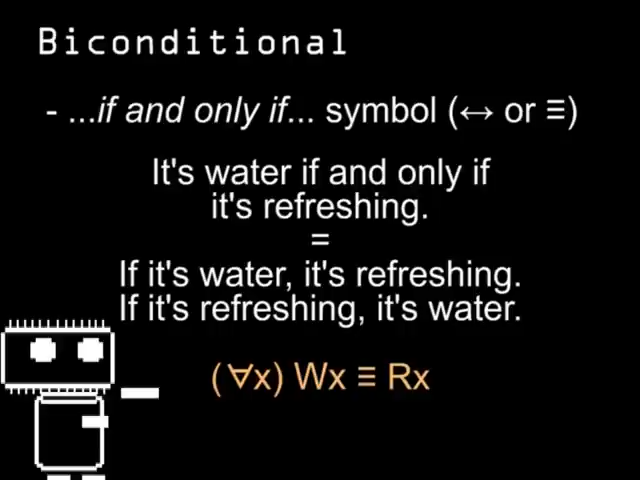 Biconditional
- ...if and only if... symbol (↔ or ≡)
It's water if and only if
it's refreshing.
=
If it's water, it's refreshing.
If it's refreshing, it's water.
(∀x) Wx ≡ Rx